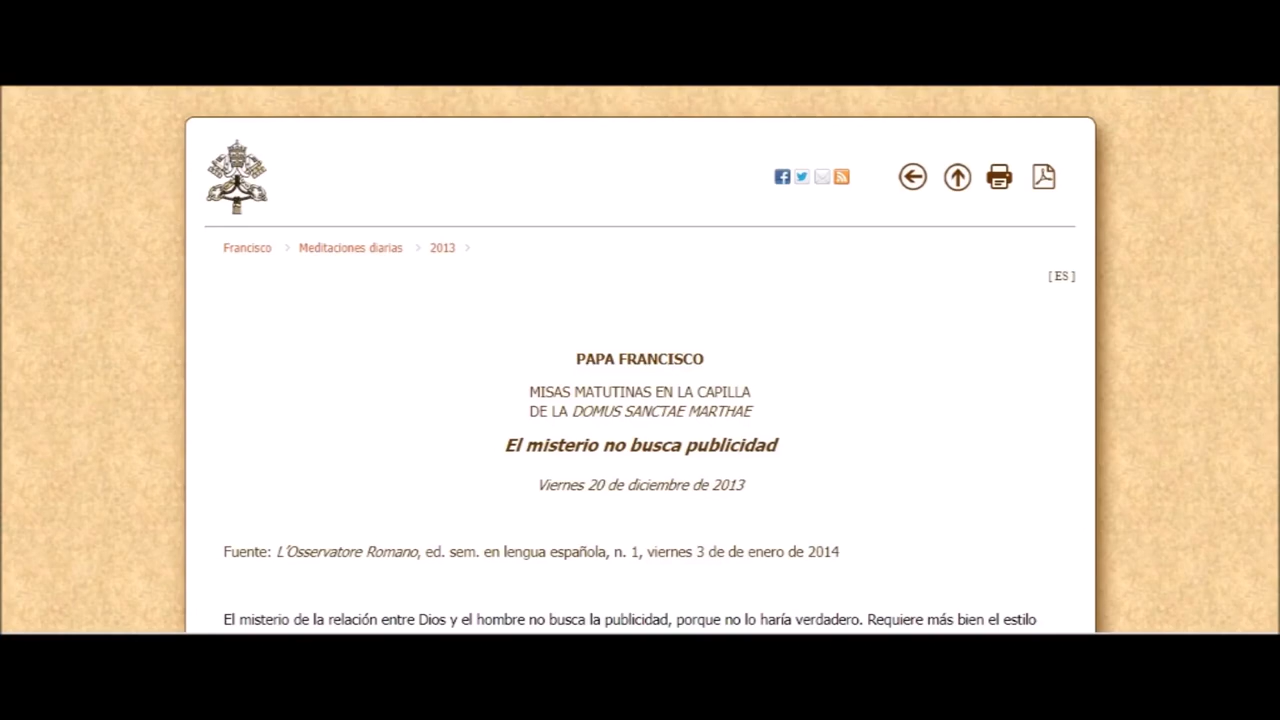 Francisco > Meditaciones diarias > 2013 >
[ ES ]
PAPA FRANCISCO
MISAS MATUTINAS EN LA CAPILLA
DE LA DOMUS SANCTAE MARTHAE
El misterio no busca publicidad
Viernes 20 de diciembre de 2013
Fuente: L'Osservatore Romano, ed. sem. en lengua española, n. 1, viernes 3 de de enero de 2014
El misterio de la relación entre Dios y el hombre no busca la publicidad, porque no lo haría verdadero. Requiere más bien el estilo